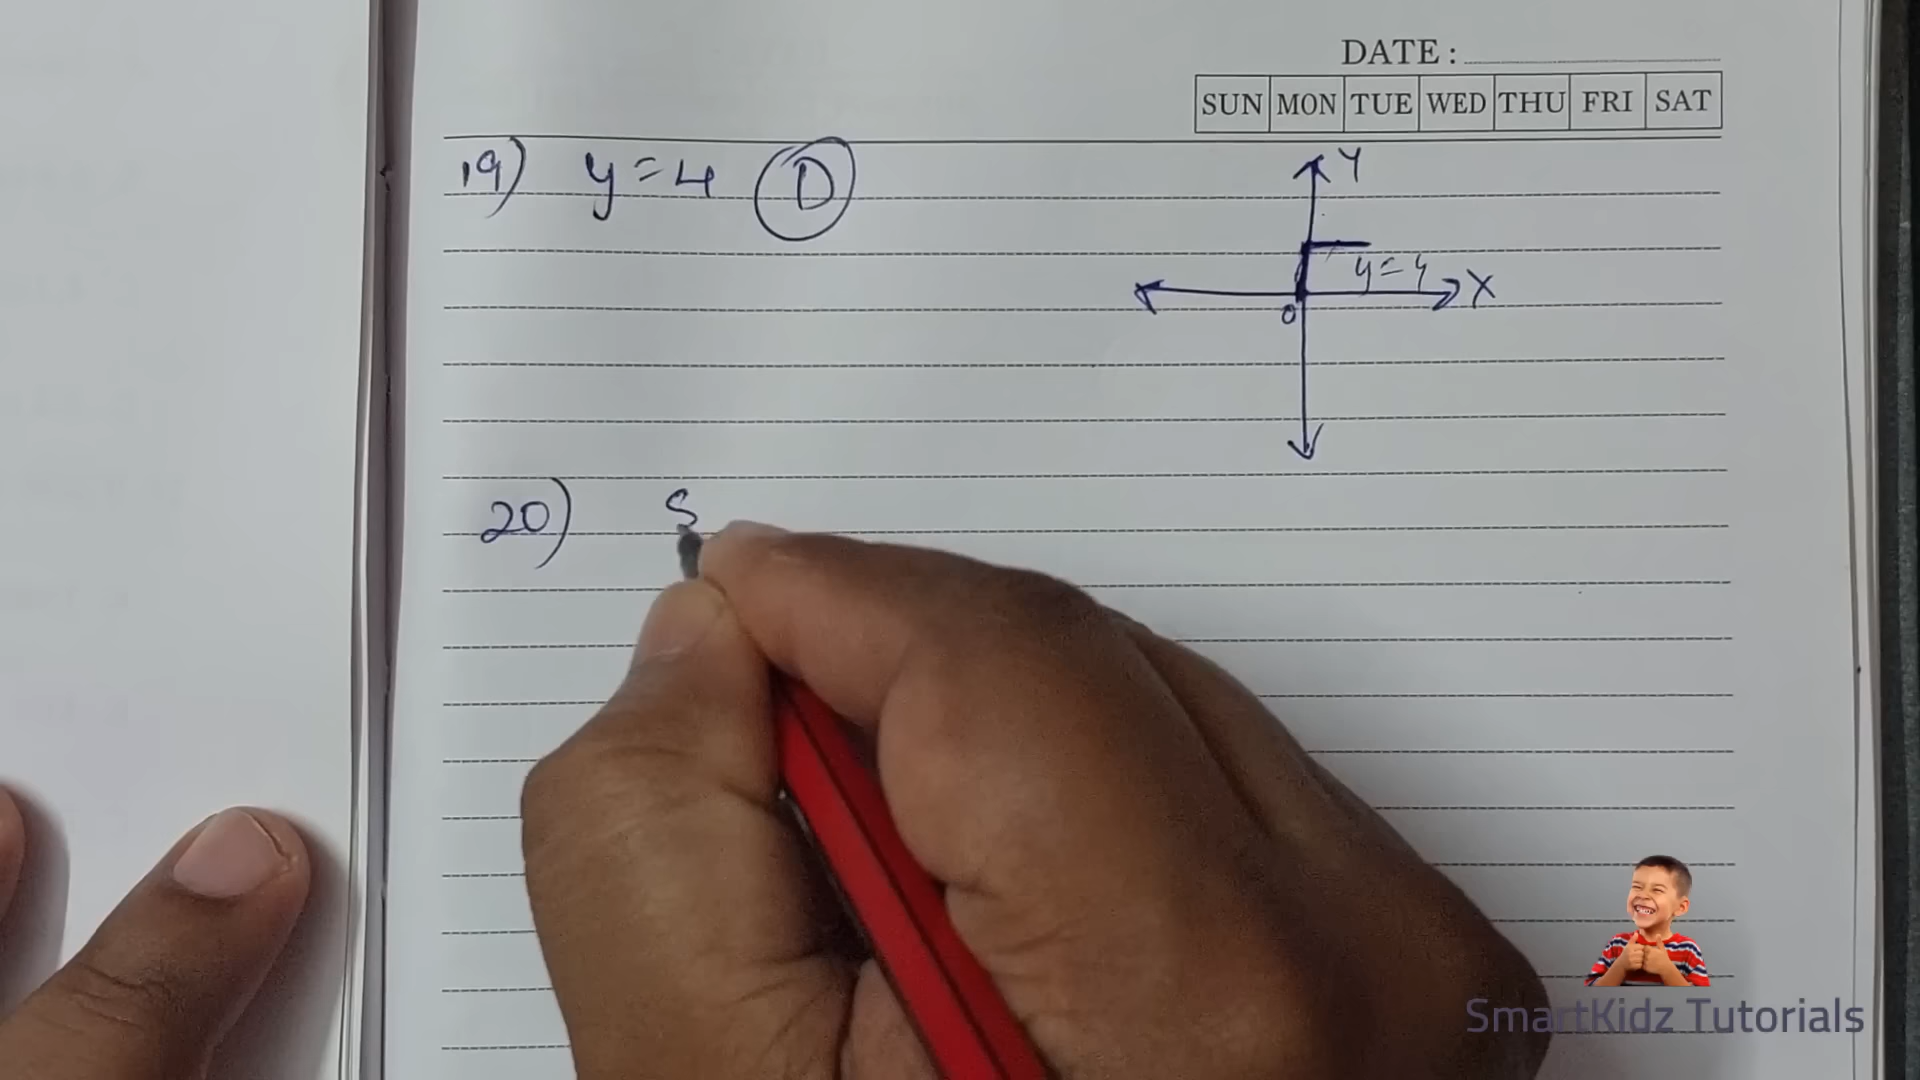 DATE :
SUN MON TUE WED THU FRI SAT
19) y = 4 D
Y
y = 4
X
0
20) S
SmartKidz Tutorials